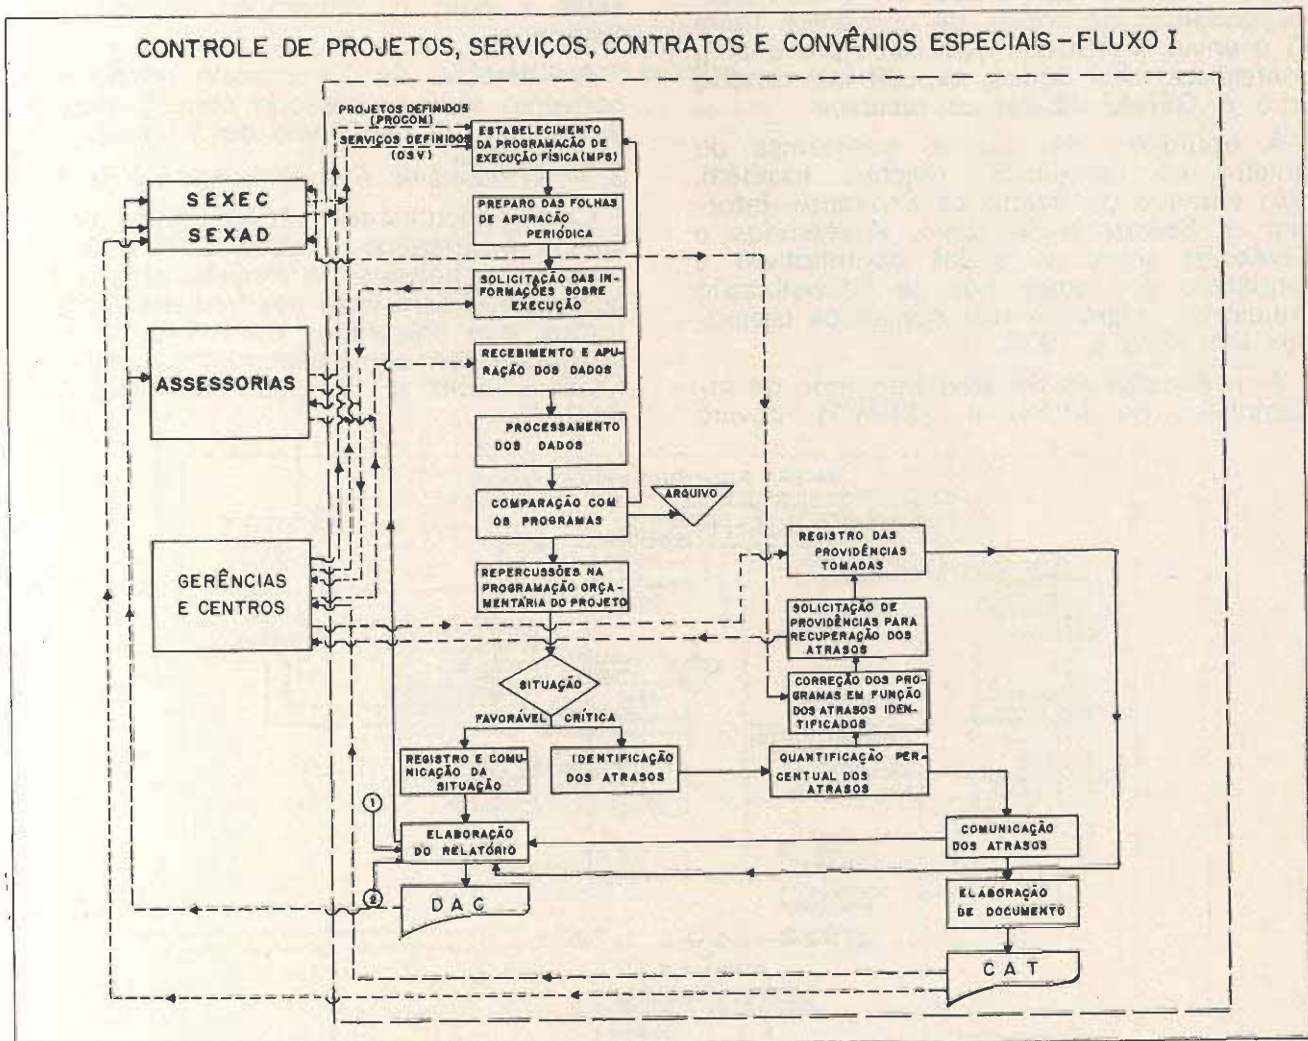 CONTROLE DE PROJETOS, SERVIÇOS, CONTRATOS E CONVÊNIOS ESPECIAIS-FLUXO I
PROJETOS DEFINIDOS
(PROCOM)
SERVIÇOS DEFINIDOS
(OSV)
ESTABELECIMENTO
DA PROGRAMAÇÃO DE
EXECUÇÃO FÍSICA (MPS)
SEXEC
SEXAD
PREPARO DAS FOLHAS
DE APURAÇÃO
PERIÓDICA
SOLICITAÇÃO DAS IN-
FORMAÇÕES SOBRE
EXECUÇÃO
ASSESSORIAS
RECEBIMENTO E APU-
RAÇÃO DOS DADOS
PROCESSAMENTO
DOS DADOS
COMPARAÇÃO COM
OS PROGRAMAS
ARQUIVO
GERÊNCIAS
E CENTROS
REPERCUSSÕES NA
PROGRAMAÇÃO ORÇA-
MENTÁRIA DO PROJETO
REGISTRO DAS
PROVIDÊNCIAS
TOMADAS
SOLICITAÇÃO DE
PROVIDÊNCIAS PARA
RECUPERAÇÃO DOS
ATRASOS
SITUAÇÃO
CORREÇÃO DOS PRO-
GRAMAS EM FUNÇÃO
DOS ATRASOS IDEN-
TIFICADOS
FAVORÁVEL CRÍTICA
REGISTRO E COMU-
NICAÇÃO DA
SITUAÇÃO
IDENTIFICAÇÃO
DOS ATRASOS
QUANTIFICAÇÃO PER-
CENTUAL DOS
ATRASOS
1
ELABORAÇÃO
DO RELATÓRIO
COMUNICAÇÃO
DOS ATRASOS
2
DAC
ELABORAÇÃO
DE DOCUMENTO
CAT